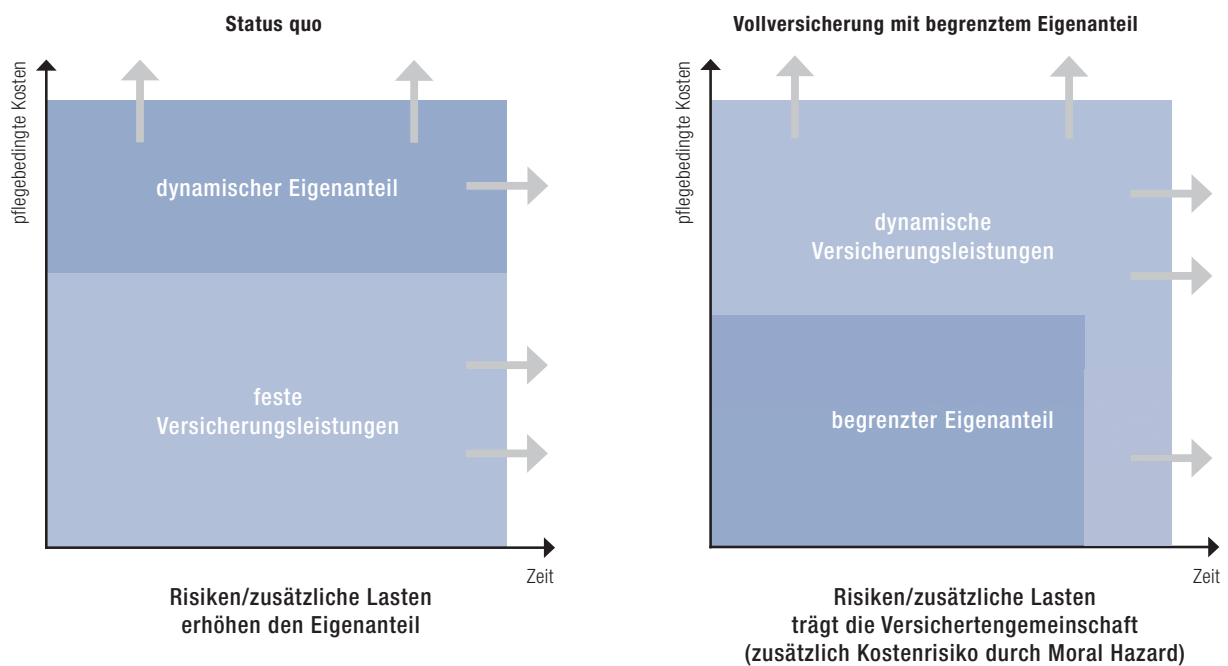 Status quo
pflegebedingte Kosten
dynamischer Eigenanteil
feste
Versicherungsleistungen
Zeit
Risiken/zusätzliche Lasten
erhöhen den Eigenanteil
Vollversicherung mit begrenztem Eigenanteil
pflegebedingte Kosten
dynamische
Versicherungsleistungen
begrenzter Eigenanteil
Zeit
Risiken/zusätzliche Lasten
trägt die Versichertengemeinschaft
(zusätzlich Kostenrisiko durch Moral Hazard)